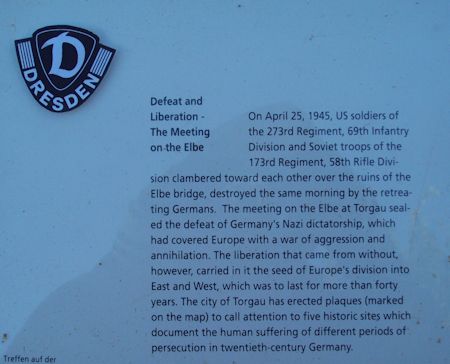 D
DRESDEN
Defeat and
Liberation -
The Meeting
on the Elbe
On April 25, 1945, US soldiers of
the 273rd Regiment, 69th Infantry
Division and Soviet troops of the
173rd Regiment, 58th Rifle Divi-
sion clambered toward each other over the ruins of the
Elbe bridge, destroyed the same morning by the retrea-
ting Germans. The meeting on the Elbe at Torgau seal-
ed the defeat of Germany's Nazi dictatorship, which
had covered Europe with a war of aggression and
annihilation. The liberation that came from without,
however, carried in it the seed of Europe's division into
East and West, which was to last for more than forty
years. The city of Torgau has erected plaques (marked
on the map) to call attention to five historic sites which
document the human suffering of different periods of
persecution in twentieth-century Germany.
Treffen auf der